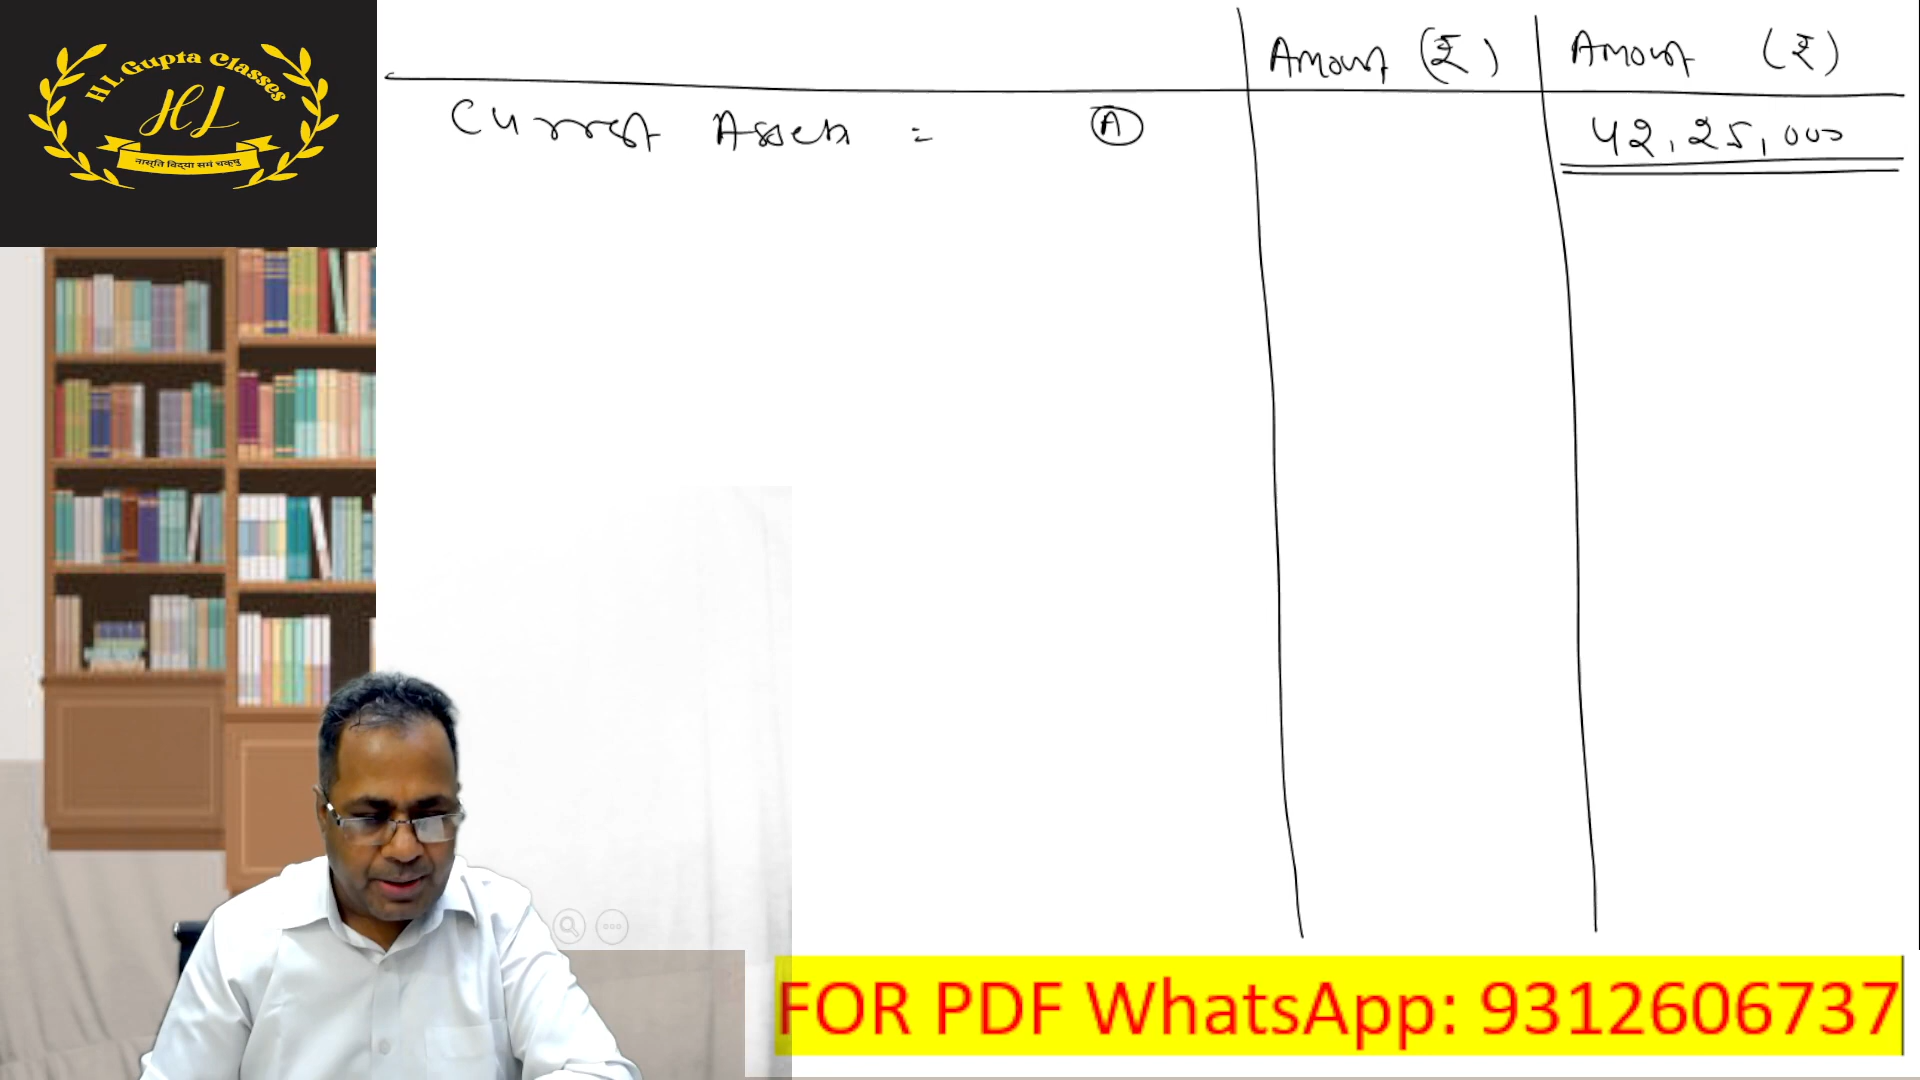 HL Gupta Classes
HL
नास्ति विद्या समं चक्षु
Amount (₹) Amount (₹)
Current Assets = A 42,25,000
FOR PDF WhatsApp: 9312606737